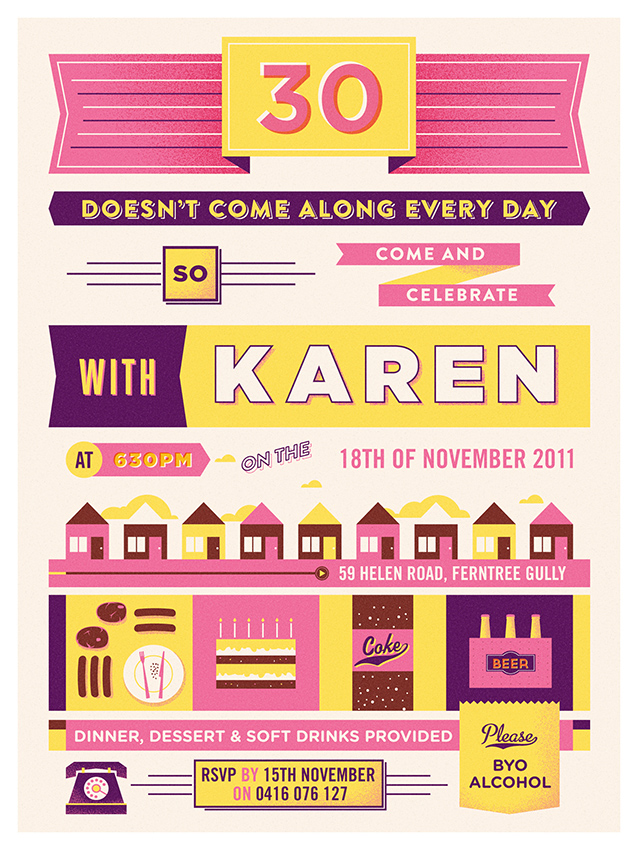 30
DOESN'T COME ALONG EVERY DAY
SO
COME AND
CELEBRATE
WITH KAREN
AT 630PM ON THE 18TH OF NOVEMBER 2011
59 HELEN ROAD, FERNTREE GULLY
Coke
BEER
DINNER, DESSERT & SOFT DRINKS PROVIDED
Please
BYO
ALCOHOL
RSVP BY 15TH NOVEMBER
ON 0416 076 127